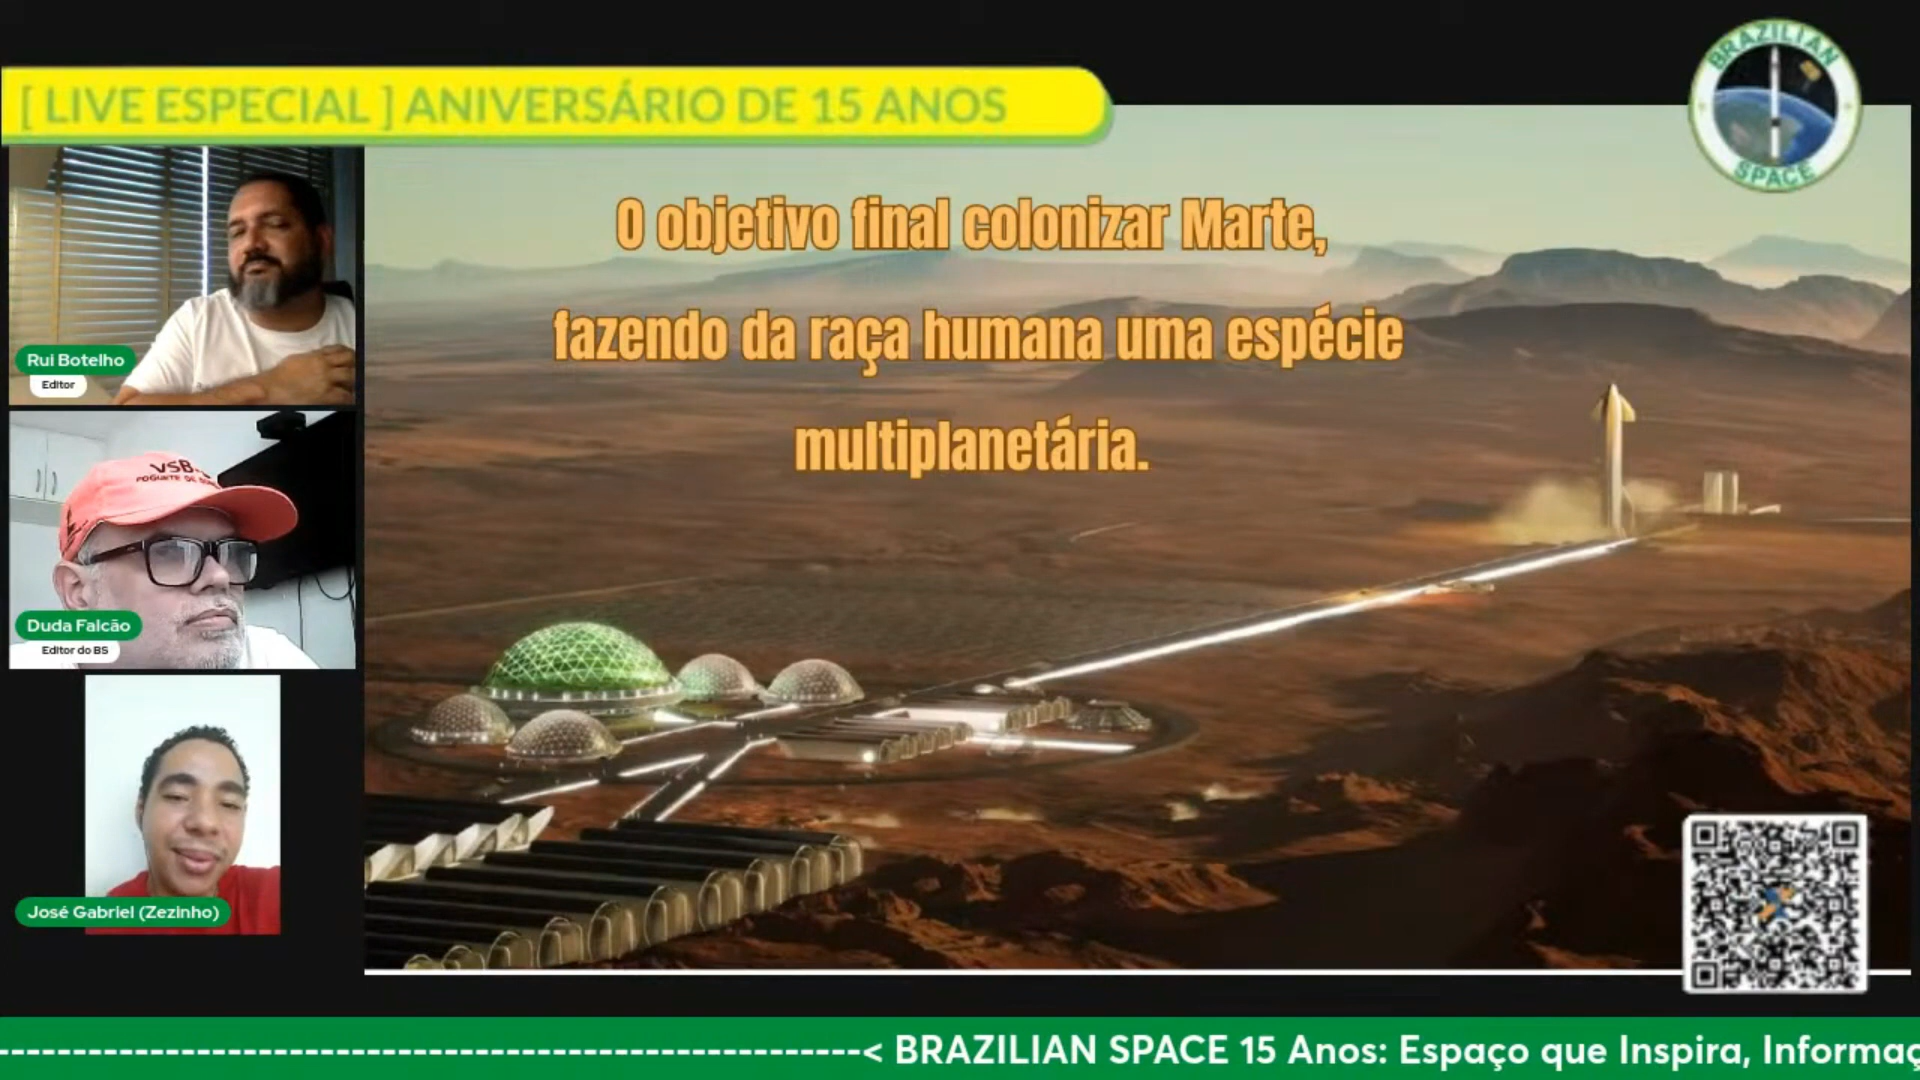 [ LIVE ESPECIAL ] ANIVERSÁRIO DE 15 ANOS
BRAZILIAN
SPACE
O objetivo final colonizar Marte,
fazendo da raça humana uma espécie
multiplanetária.
Rui Botelho
Editor
Duda Falcão
Editor do BS
José Gabriel (Zezinho)
---------------------------------------------------< BRAZILIAN SPACE 15 Anos: Espaço que Inspira, Informaç